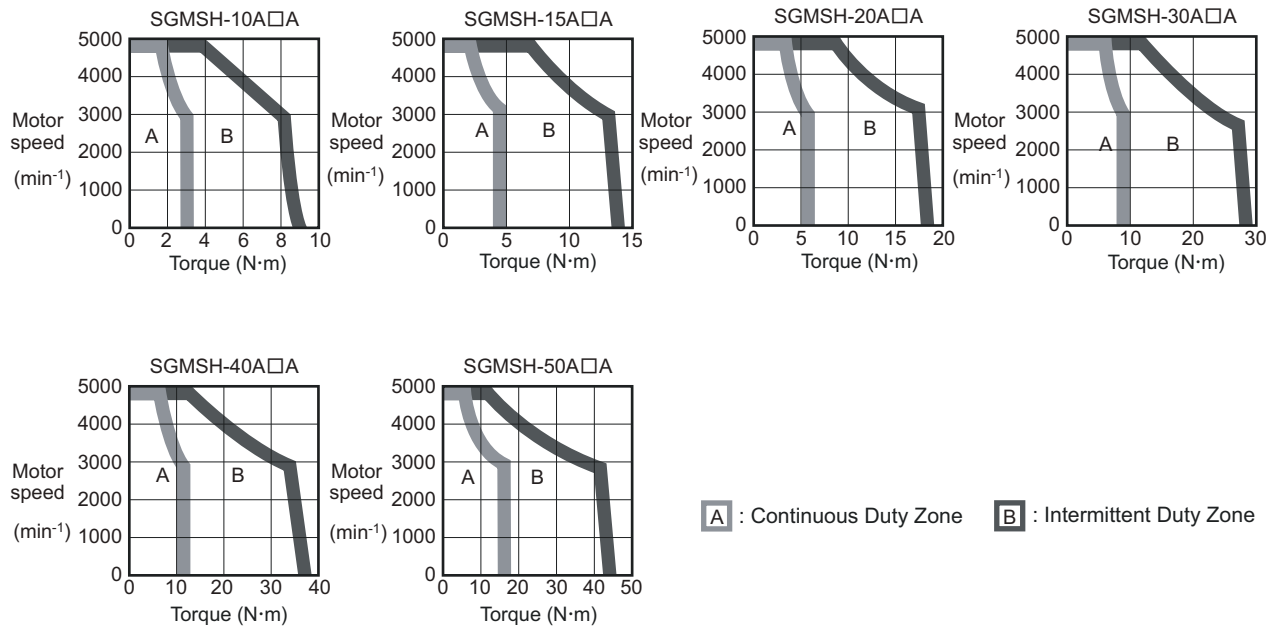 SGMSH-10A□A
5000
4000
3000
2000
1000
0
Motor
speed
(min-1)
A
B
0 2 4 6 8 10
Torque (N·m)
SGMSH-15A□A
5000
4000
3000
2000
1000
0
Motor
speed
(min-1)
A
B
0 5 10 15
Torque (N·m)
SGMSH-20A□A
5000
4000
3000
2000
1000
0
Motor
speed
(min-1)
A
B
0 5 10 15 20
Torque (N·m)
SGMSH-30A□A
5000
4000
3000
2000
1000
0
Motor
speed
(min-1)
A
B
0 10 20 30
Torque (N·m)
SGMSH-40A□A
5000
4000
3000
2000
1000
0
Motor
speed
(min-1)
A
B
0 10 20 30 40
Torque (N·m)
SGMSH-50A□A
5000
4000
3000
2000
1000
0
Motor
speed
(min-1)
A
B
0 10 20 30 40 50
Torque (N·m)
A : Continuous Duty Zone
B : Intermittent Duty Zone